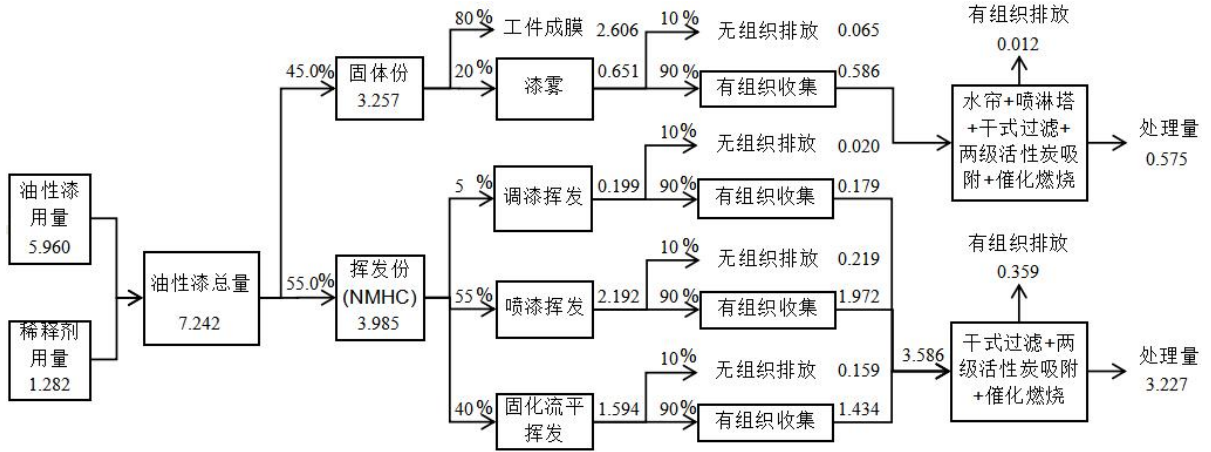 油性漆
用量
5.960
稀释剂
用量
1.282
油性漆总量
7.242
45.0%
固体份
3.257
55.0%
挥发份
(NMHC)
3.985
80%
工件成膜 2.606
20%
漆雾
0.651
10%
无组织排放 0.065
90%
有组织收集
0.586
5 %
调漆挥发
0.199
10%
无组织排放 0.020
90%
有组织收集
0.179
55%
喷漆挥发
2.192
10%
无组织排放 0.219
90%
有组织收集
1.972
40%
固化流平
挥发
1.594
10%
无组织排放 0.159
90%
有组织收集
1.434
有组织排放
0.012
水帘+喷淋塔
+干式过滤+
两级活性炭吸
附+催化燃烧
处理量
0.575
有组织排放
0.359
3.586
干式过滤+两
级活性炭吸附
+催化燃烧
处理量
3.227